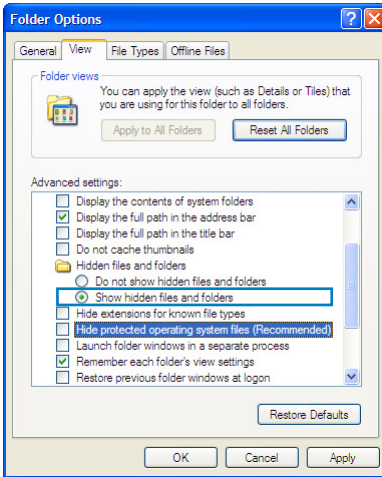 Folder Options
General View File Types Offline Files
Folder views
You can apply the view (such as Details or Tiles) that
you are using for this folder to all folders.
Apply to All Folders Reset All Folders
Advanced settings:
Display the contents of system folders
Display the full path in the address bar
Display the full path in the title bar
Do not cache thumbnails
Hidden files and folders
Do not show hidden files and folders
Show hidden files and folders
Hide extensions for known file types
Hide protected operating system files (Recommended)
Launch folder windows in a separate process
Remember each folder's view settings
Restore previous folder windows at logon
Restore Defaults
OK Cancel Apply